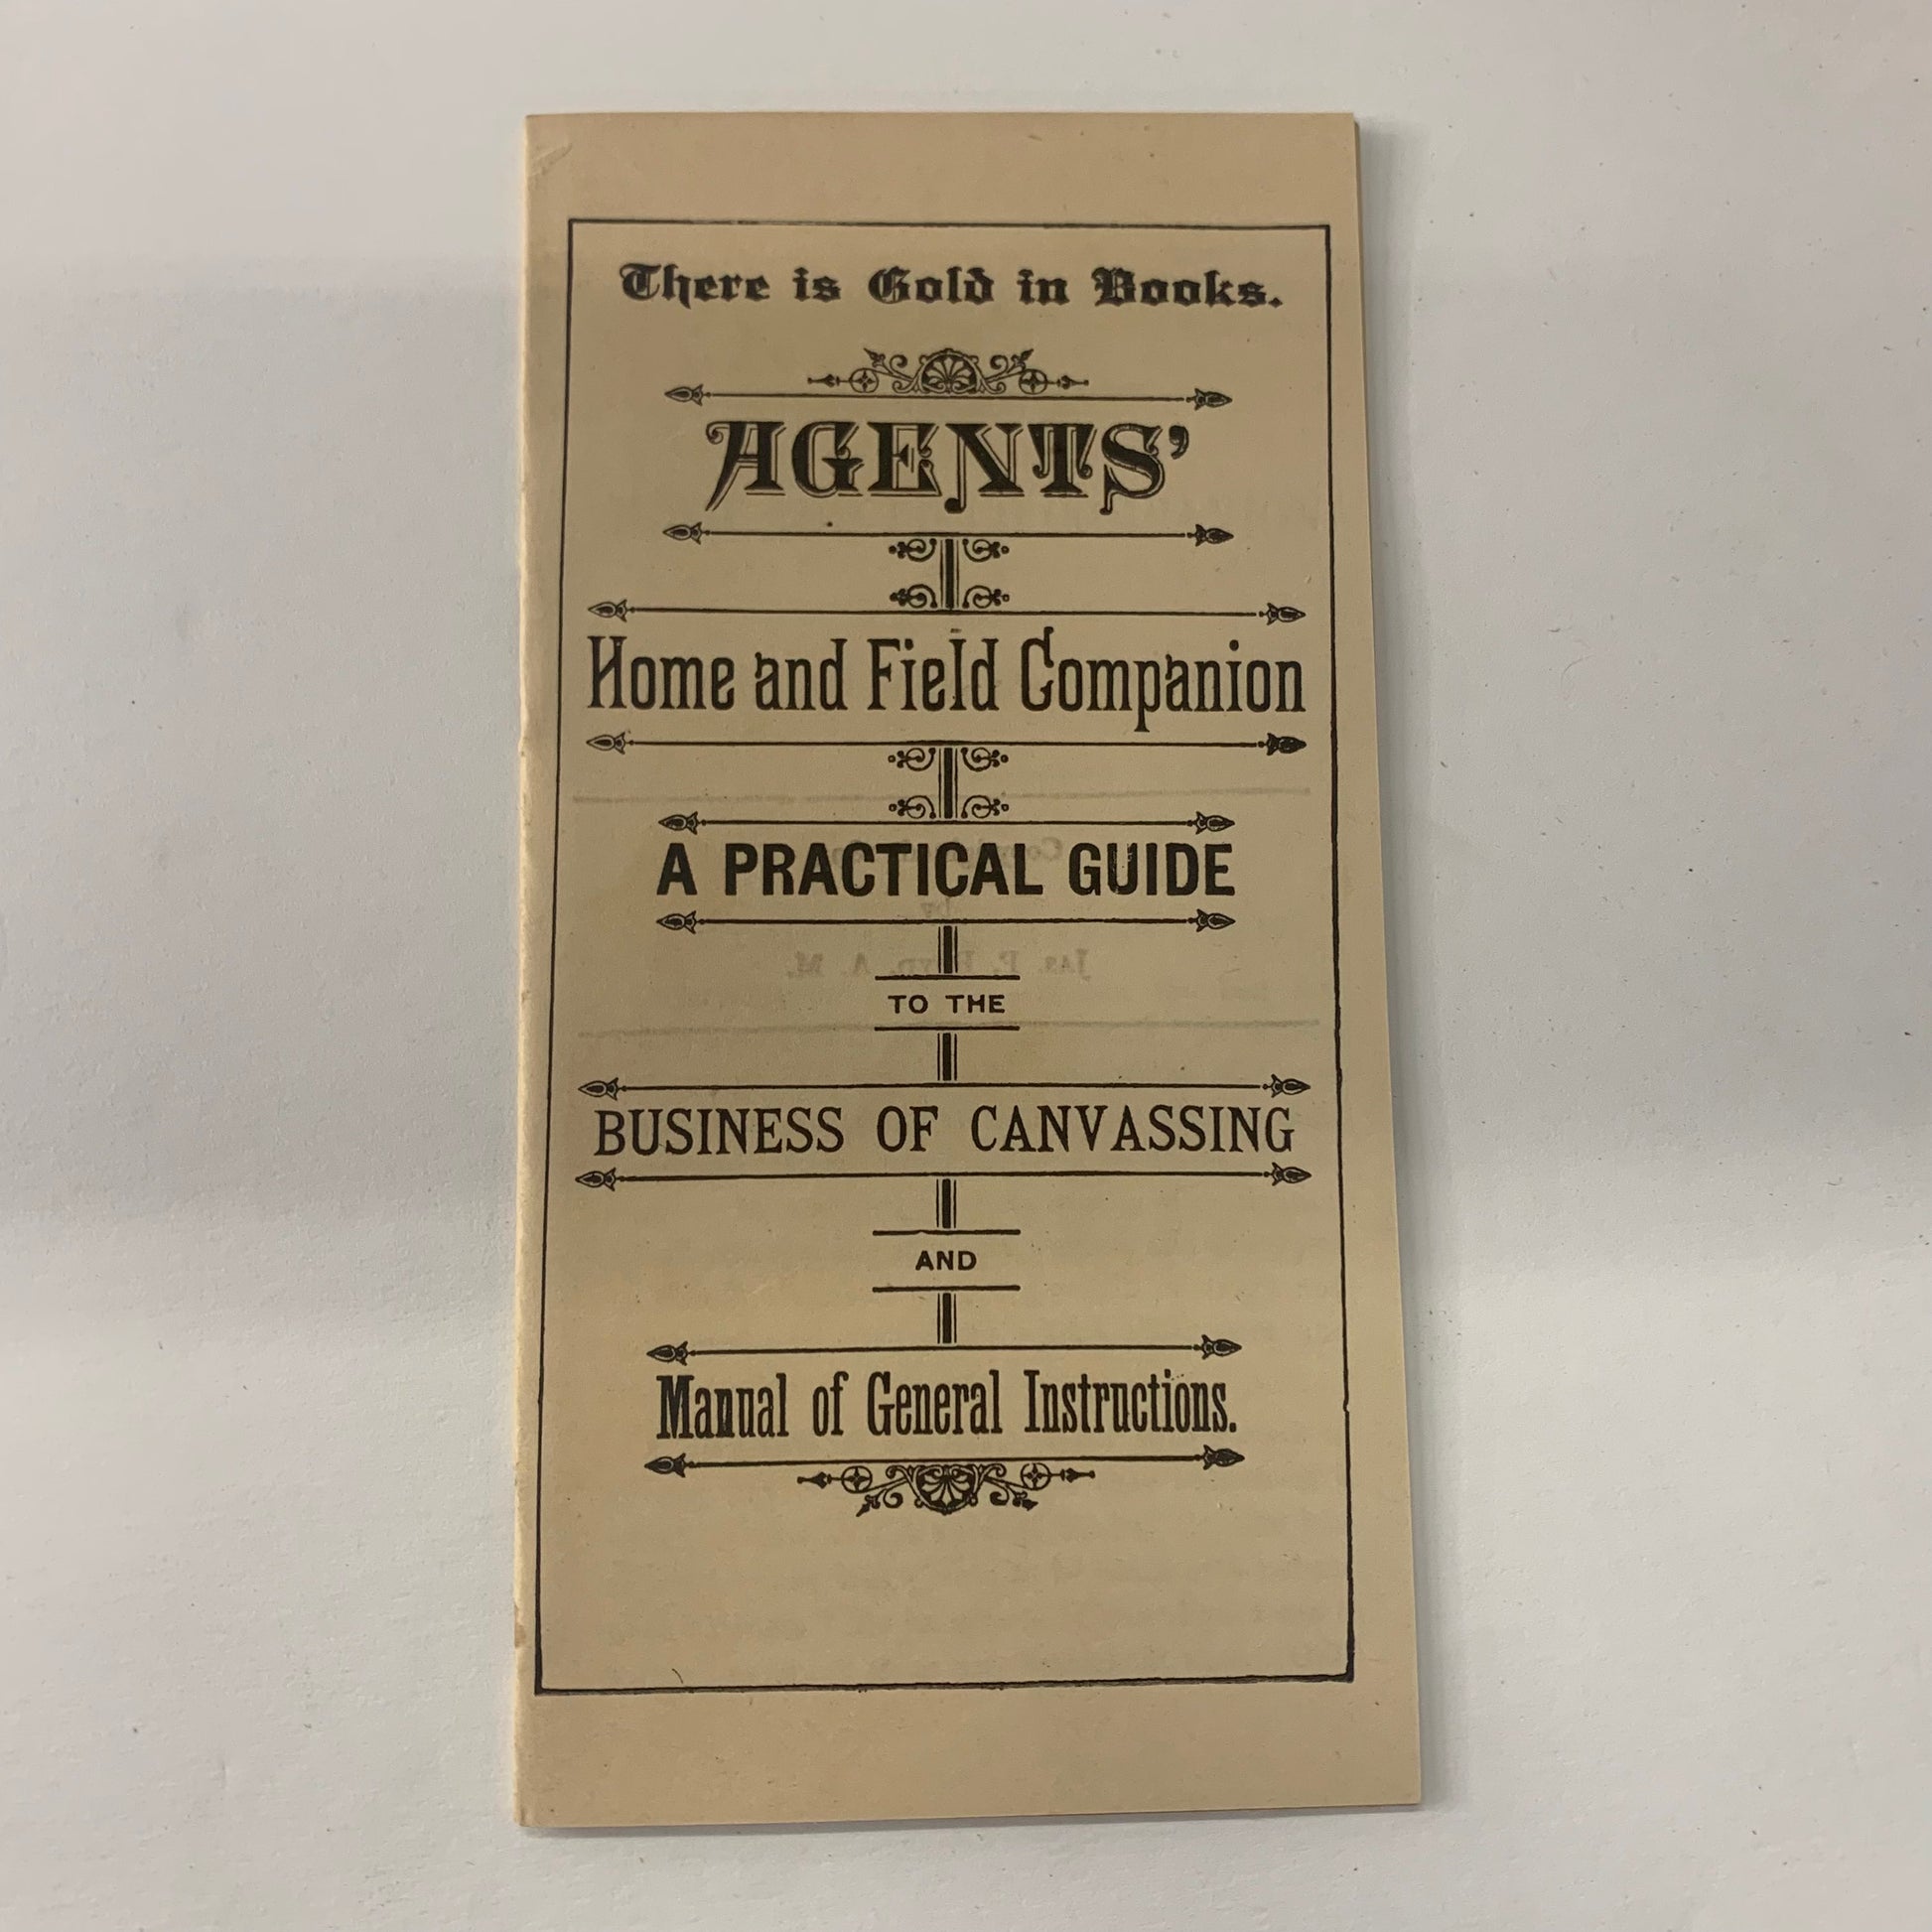 There is Gold in Books.
AGENTS'
Home and Field Companion
A PRACTICAL GUIDE
TO THE
BUSINESS OF CANVASSING
AND
Manual of General Instructions.